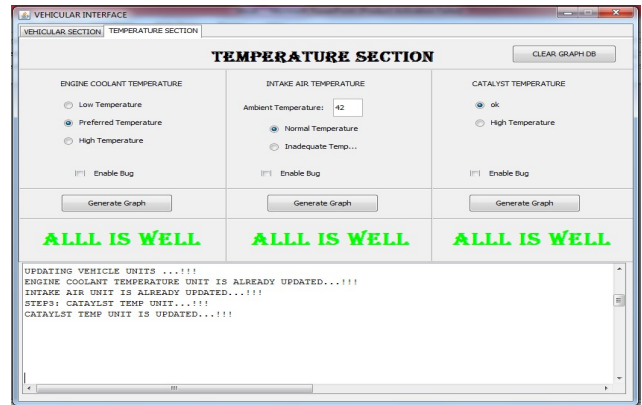 VEHICULAR INTERFACE
VEHICULAR SECTION TEMPERATURE SECTION
TEMPERATURE SECTION CLEAR GRAPH DB
ENGINE COOLANT TEMPERATURE INTAKE AIR TEMPERATURE CATALYST TEMPERATURE
Low Temperature Ambient Temperature: 42 ok
Preferred Temperature Normal Temperature High Temperature
High Temperature Inadequate Temp...
Enable Bug Enable Bug Enable Bug
Generate Graph Generate Graph Generate Graph
ALLL IS WELL ALLL IS WELL ALLL IS WELL
UPDATING VEHICLE UNITS ...!!!
ENGINE COOLANT TEMPERATURE UNIT IS ALREADY UPDATED...!!!
INTAKE AIR UNIT IS ALREADY UPDATED...!!!
STEP3: CATAYLST TEMP UNIT...!!!
CATAYLST TEMP UNIT IS UPDATED...!!!